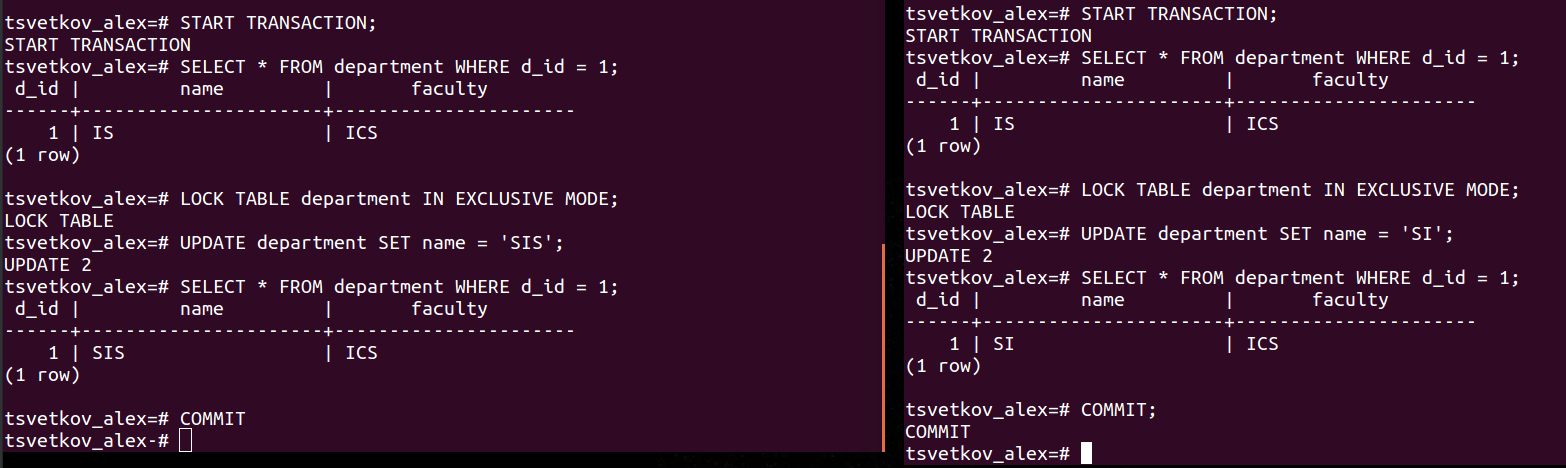 tsvetkov_alex=# START TRANSACTION;
START TRANSACTION
tsvetkov_alex=# SELECT * FROM department WHERE d_id = 1;
 d_id |         name         |       faculty
------+----------------------+----------------------
    1 | IS                   | ICS
(1 row)

tsvetkov_alex=# LOCK TABLE department IN EXCLUSIVE MODE;
LOCK TABLE
tsvetkov_alex=# UPDATE department SET name = 'SIS';
UPDATE 2
tsvetkov_alex=# SELECT * FROM department WHERE d_id = 1;
 d_id |         name         |       faculty
------+----------------------+----------------------
    1 | SIS                  | ICS
(1 row)

tsvetkov_alex=# COMMIT
tsvetkov_alex-#
tsvetkov_alex=# START TRANSACTION;
START TRANSACTION
tsvetkov_alex=# SELECT * FROM department WHERE d_id = 1;
 d_id |         name         |       faculty
------+----------------------+----------------------
    1 | IS                   | ICS
(1 row)

tsvetkov_alex=# LOCK TABLE department IN EXCLUSIVE MODE;
LOCK TABLE
tsvetkov_alex=# UPDATE department SET name = 'SI';
UPDATE 2
tsvetkov_alex=# SELECT * FROM department WHERE d_id = 1;
 d_id |         name         |       faculty
------+----------------------+----------------------
    1 | SI                   | ICS
(1 row)

tsvetkov_alex=# COMMIT;
COMMIT
tsvetkov_alex=#